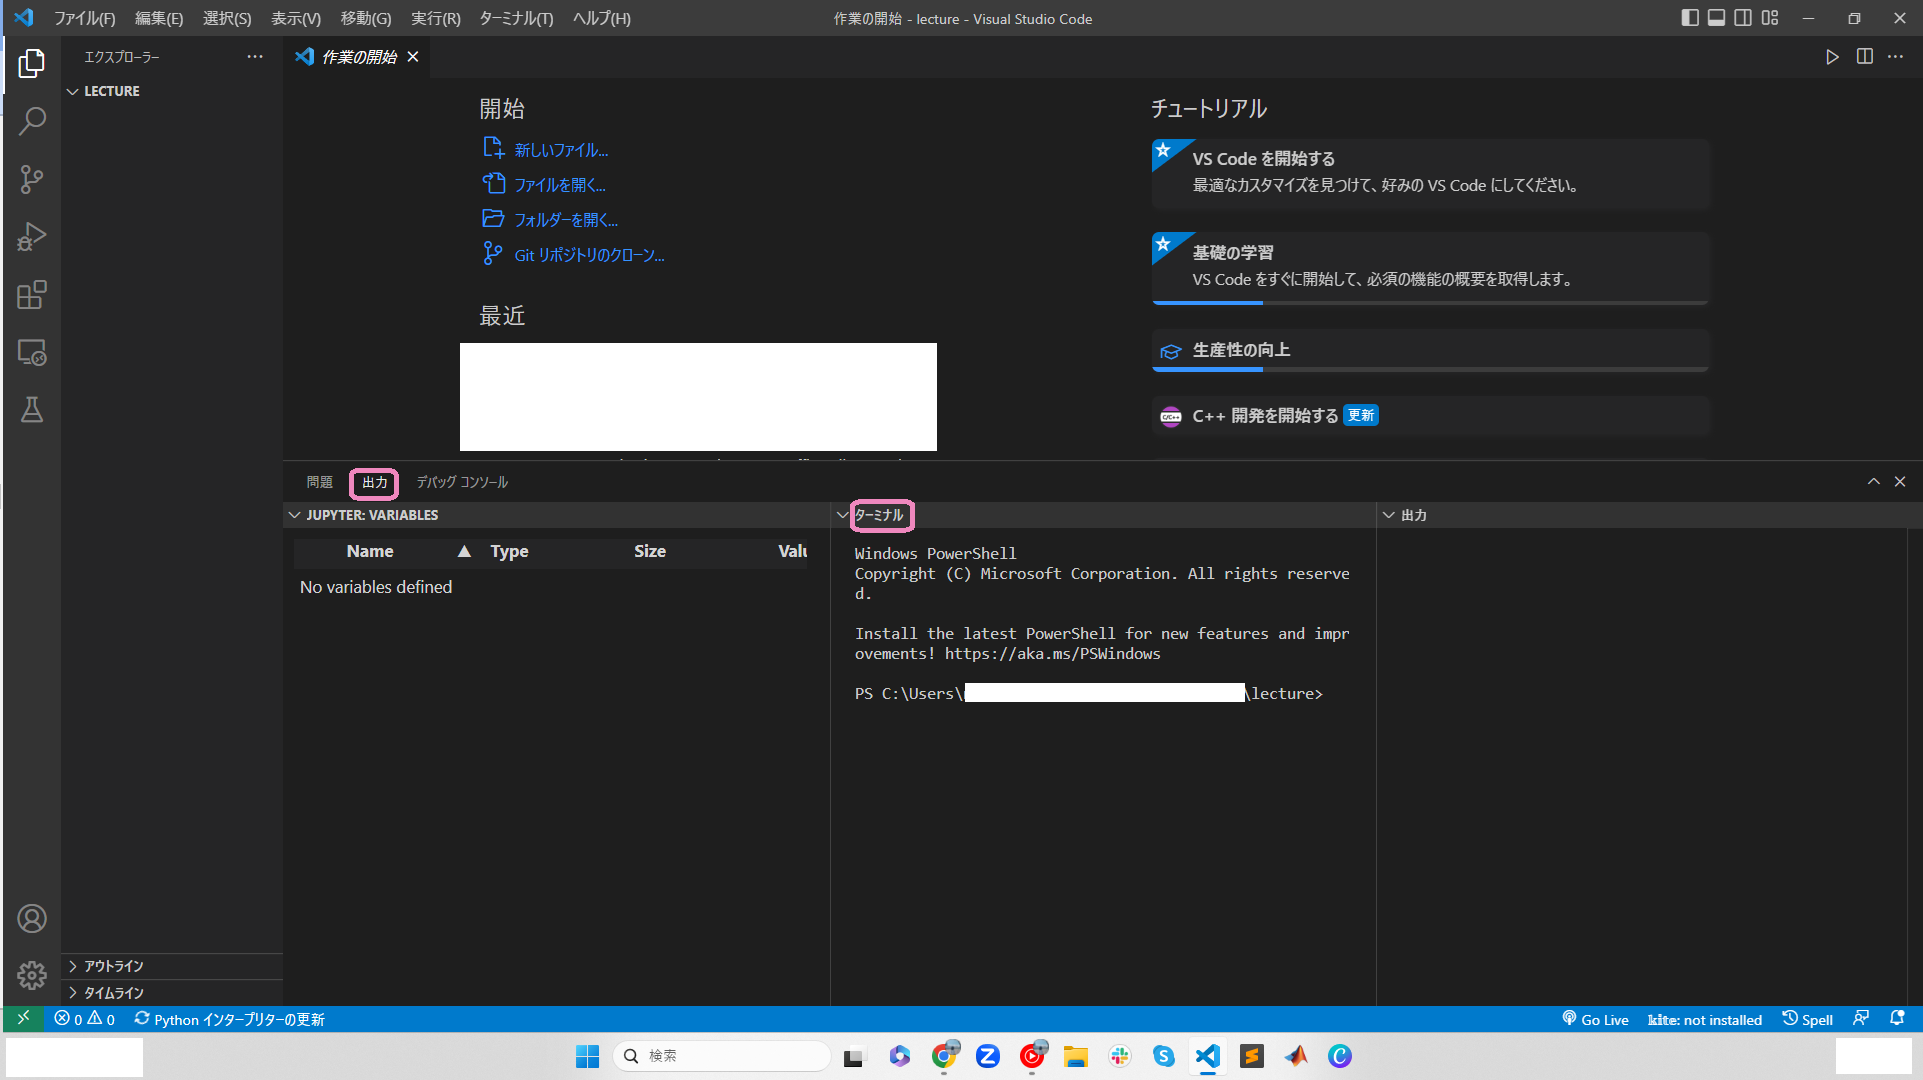 ファイル(F) 編集(E) 選択(S) 表示(V) 移動(G) 実行(R) ターミナル(T) ヘルプ(H)
作業の開始 - lecture - Visual Studio Code
エクスプローラー
LECTURE
作業の開始
開始
新しいファイル...
ファイルを開く...
フォルダーを開く...
Git リポジトリのクローン...
最近
チュートリアル
VS Code を開始する
最適なカスタマイズを見つけて、好みの VS Code にしてください。
基礎の学習
VS Code をすぐに開始して、必須の機能の概要を取得します。
生産性の向上
C/C++
C++ 開発を開始する 更新
問題 出力 デバッグ コンソール
JUPYTER: VARIABLES
Name Type Size Valu
No variables defined
ターミナル
Windows PowerShell
Copyright (C) Microsoft Corporation. All rights reserve
d.
Install the latest PowerShell for new features and impr
ovements! https://aka.ms/PSWindows
PS C:\Users\ \lecture>
出力
アウトライン
タイムライン
0 0 Python インタープリターの更新
Go Live kite: not installed Spell
検索